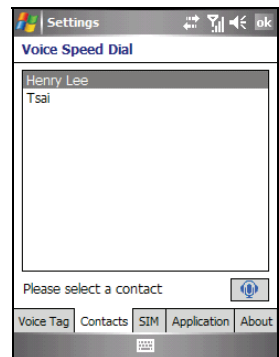 Settings ok
Voice Speed Dial
Henry Lee
Tsai
Please select a contact
Voice Tag Contacts SIM Application About